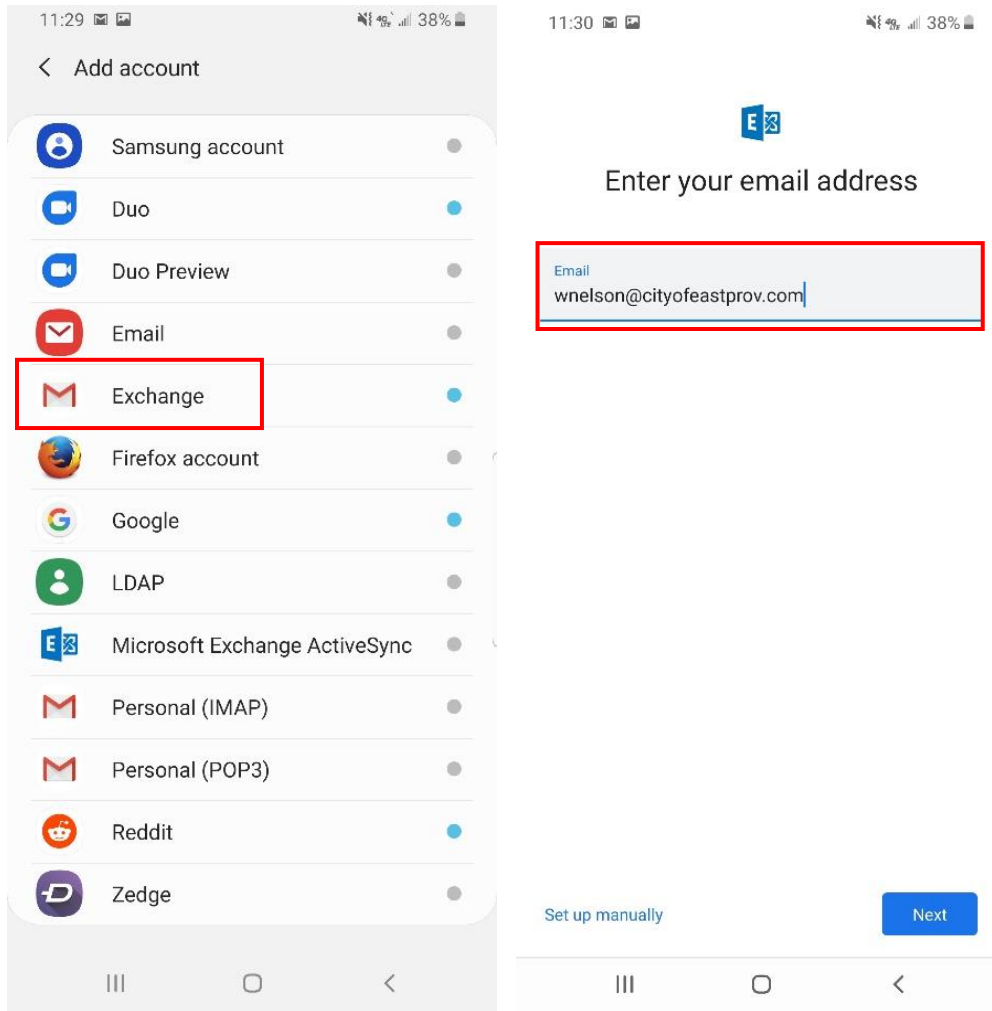 11:29
38%
Add account
Samsung account
Duo
Duo Preview
Email
Exchange
Firefox account
Google
LDAP
Microsoft Exchange ActiveSync
Personal (IMAP)
Personal (POP3)
Reddit
Zedge
11:30
38%
Enter your email address
Email
wnelson@cityofeastprov.com
Set up manually
Next